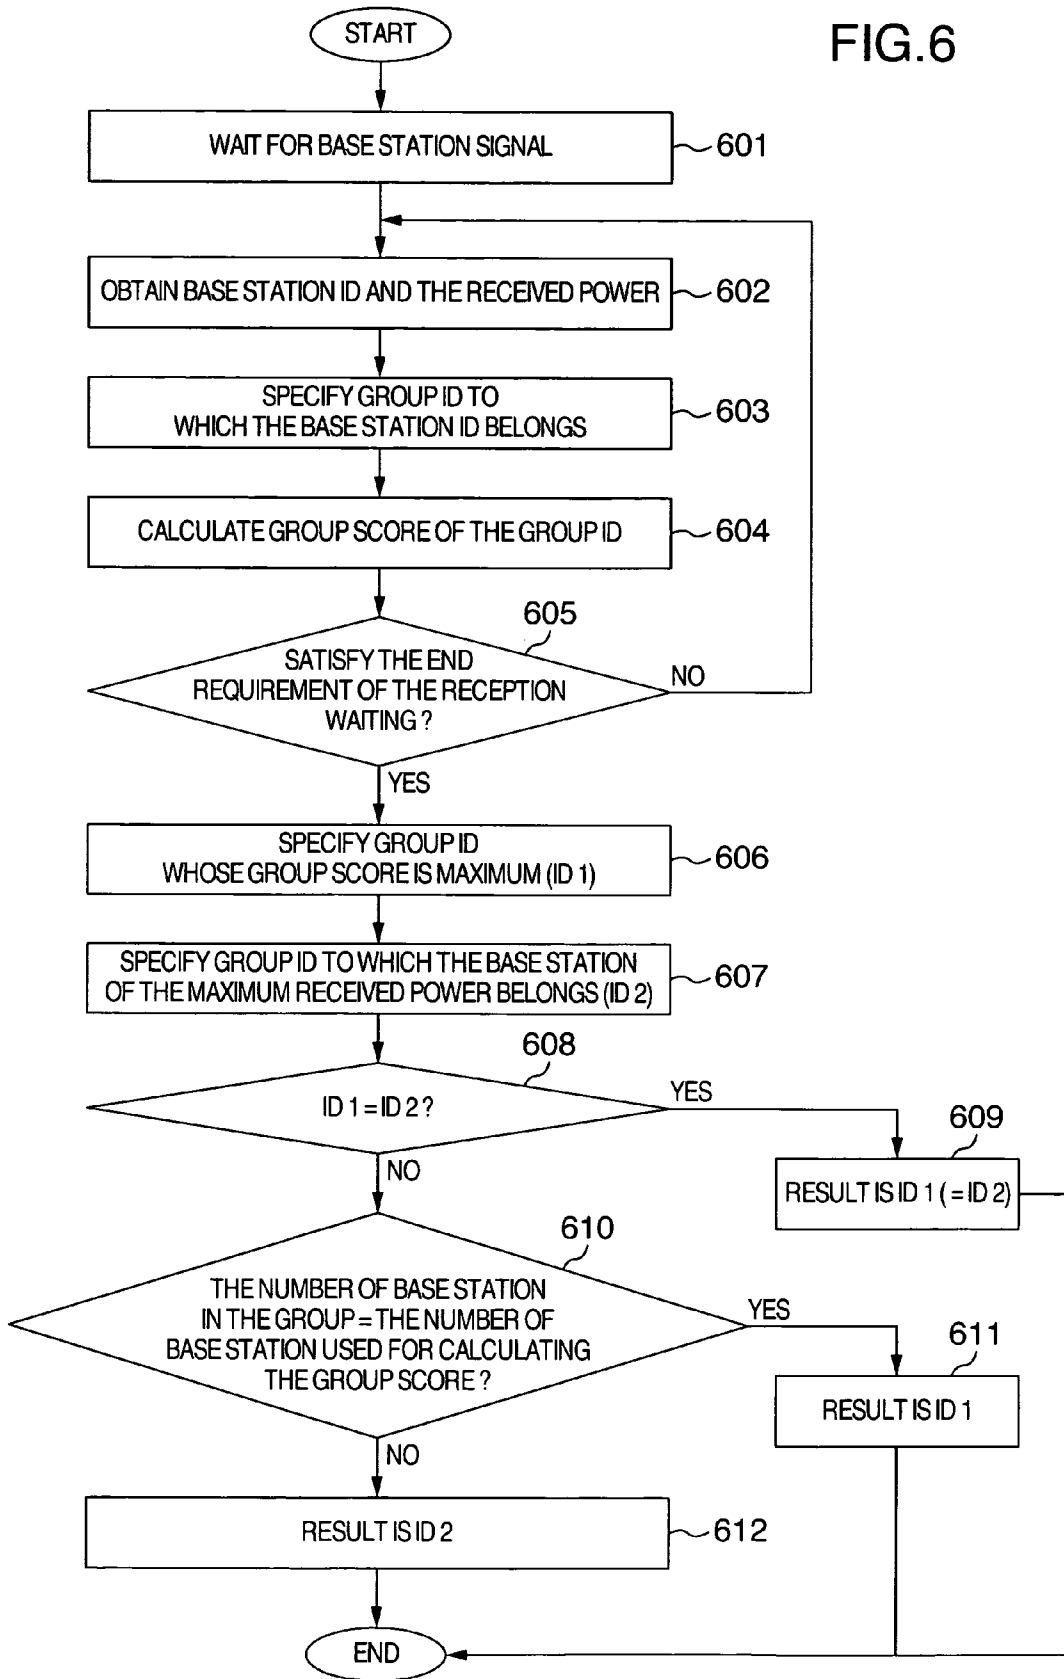 FIG.6
START
WAIT FOR BASE STATION SIGNAL
601
OBTAIN BASE STATION ID AND THE RECEIVED POWER
602
SPECIFY GROUP ID TO
WHICH THE BASE STATION ID BELONGS
603
CALCULATE GROUP SCORE OF THE GROUP ID
604
605
SATISFY THE END
REQUIREMENT OF THE RECEPTION
WAITING ?
NO
YES
SPECIFY GROUP ID
WHOSE GROUP SCORE IS MAXIMUM (ID 1)
606
SPECIFY GROUP ID TO WHICH THE BASE STATION
OF THE MAXIMUM RECEIVED POWER BELONGS (ID 2)
607
608
ID 1 = ID 2 ?
YES
NO
609
RESULT IS ID 1 ( = ID 2)
610
THE NUMBER OF BASE STATION
IN THE GROUP = THE NUMBER OF
BASE STATION USED FOR CALCULATING
THE GROUP SCORE ?
YES
NO
611
RESULT IS ID 1
RESULT IS ID 2
612
END